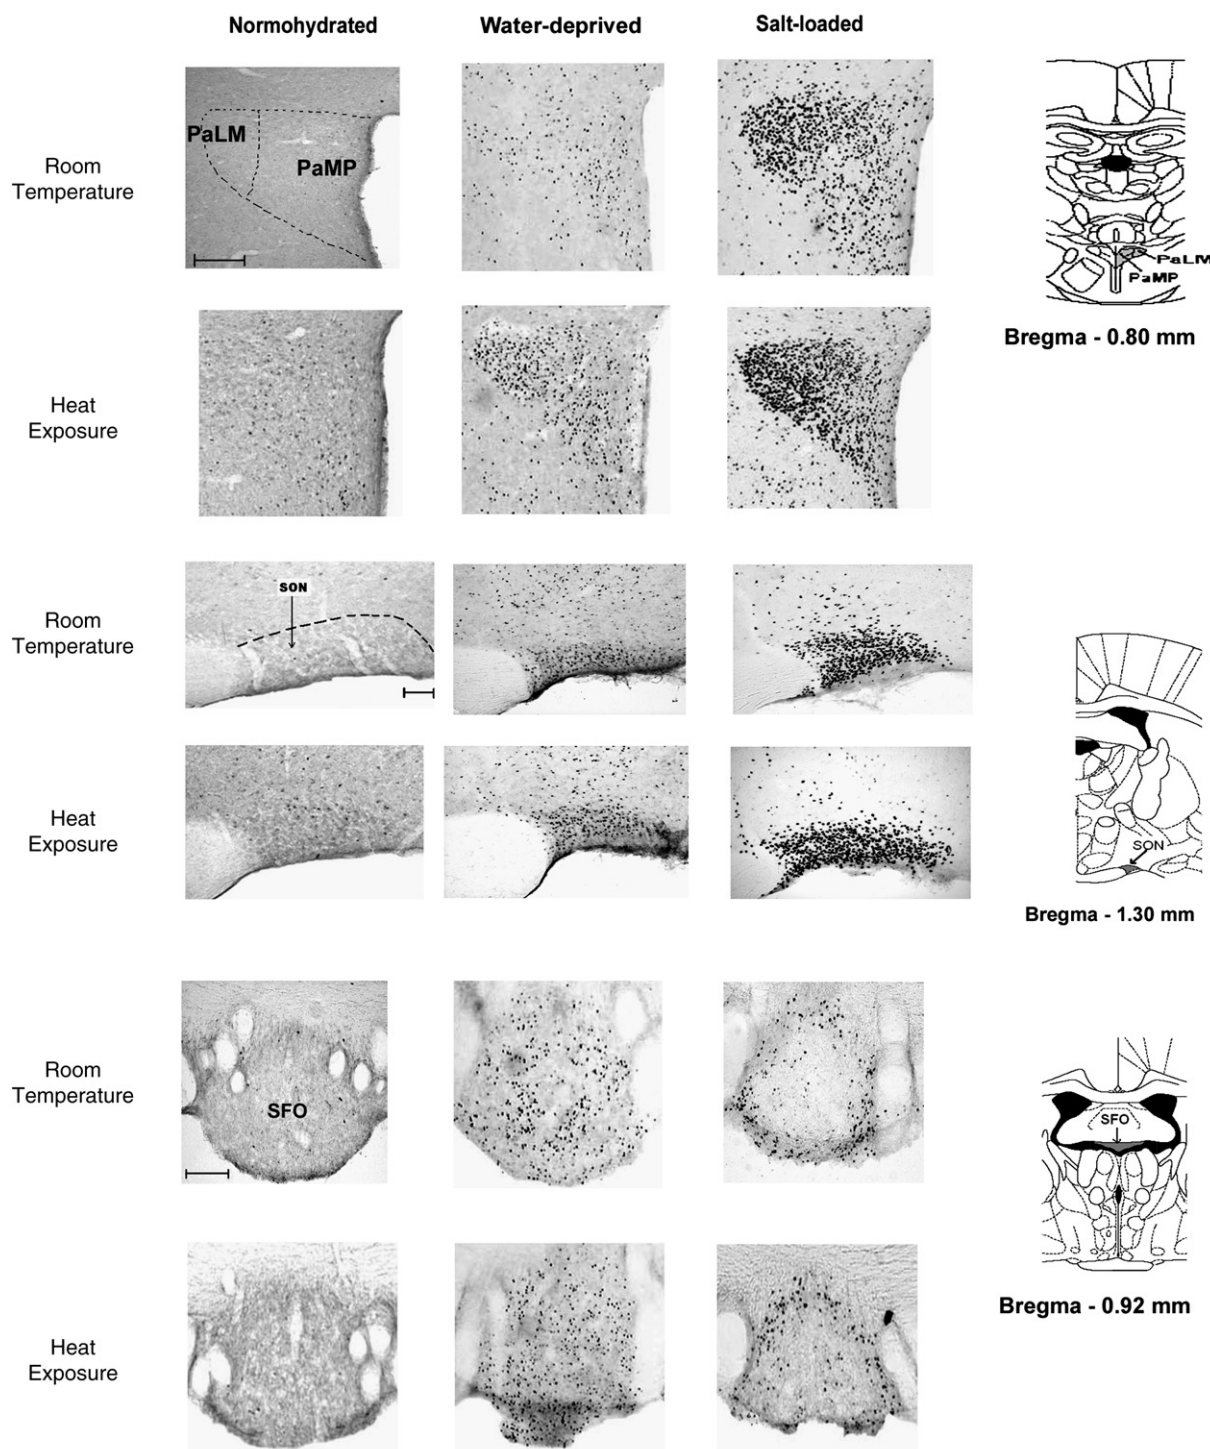 Normohydrated Water-deprived Salt-loaded
Room
Temperature
PaLM
PaMP
PaLM
PaMP
Bregma - 0.80 mm
Heat
Exposure
Room
Temperature
SON
Heat
Exposure
SON
Bregma - 1.30 mm
Room
Temperature
SFO
SFO
Heat
Exposure
Bregma - 0.92 mm